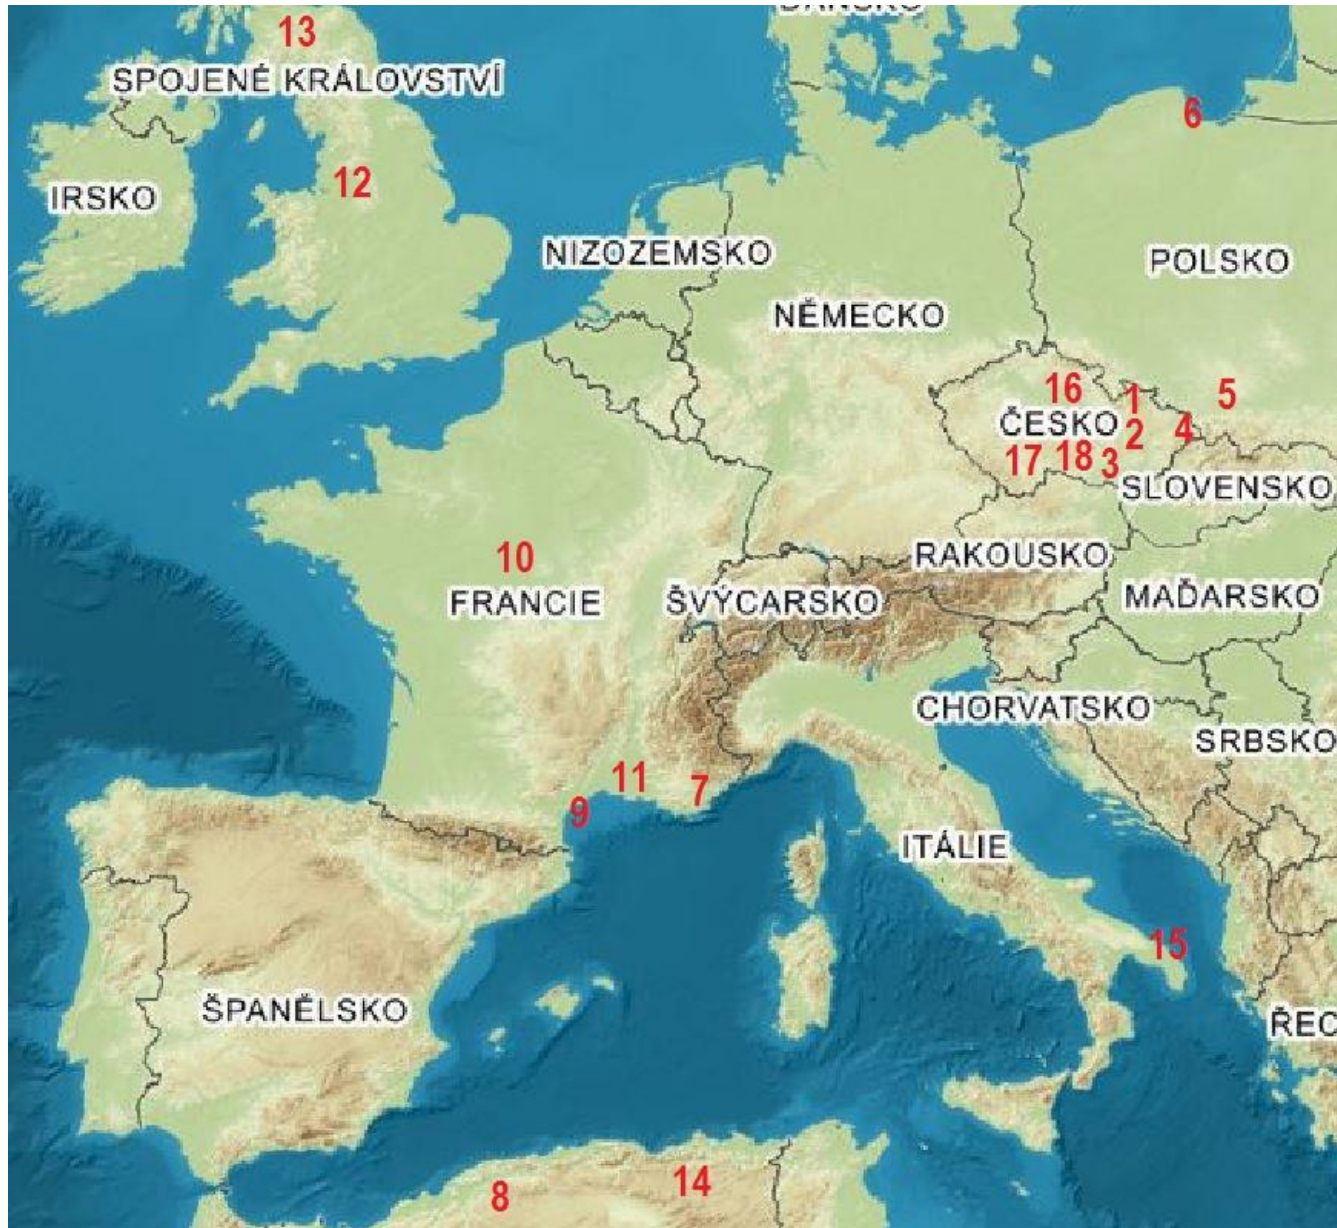 DÁNSKO
13
SPOJENÉ KRÁLOVSTVÍ
6
12
IRSKO
NIZOZEMSKO
POLSKO
NĚMECKO
16
1
5
ČESKO
2
4
17
18
3
SLOVENSKO
10
RAKOUSKO
FRANCIE
ŠVÝCARSKO
MAĎARSKO
CHORVATSKO
SRBSKO
11
7
9
ITÁLIE
15
ŠPANĚLSKO
ŘEC
8
14